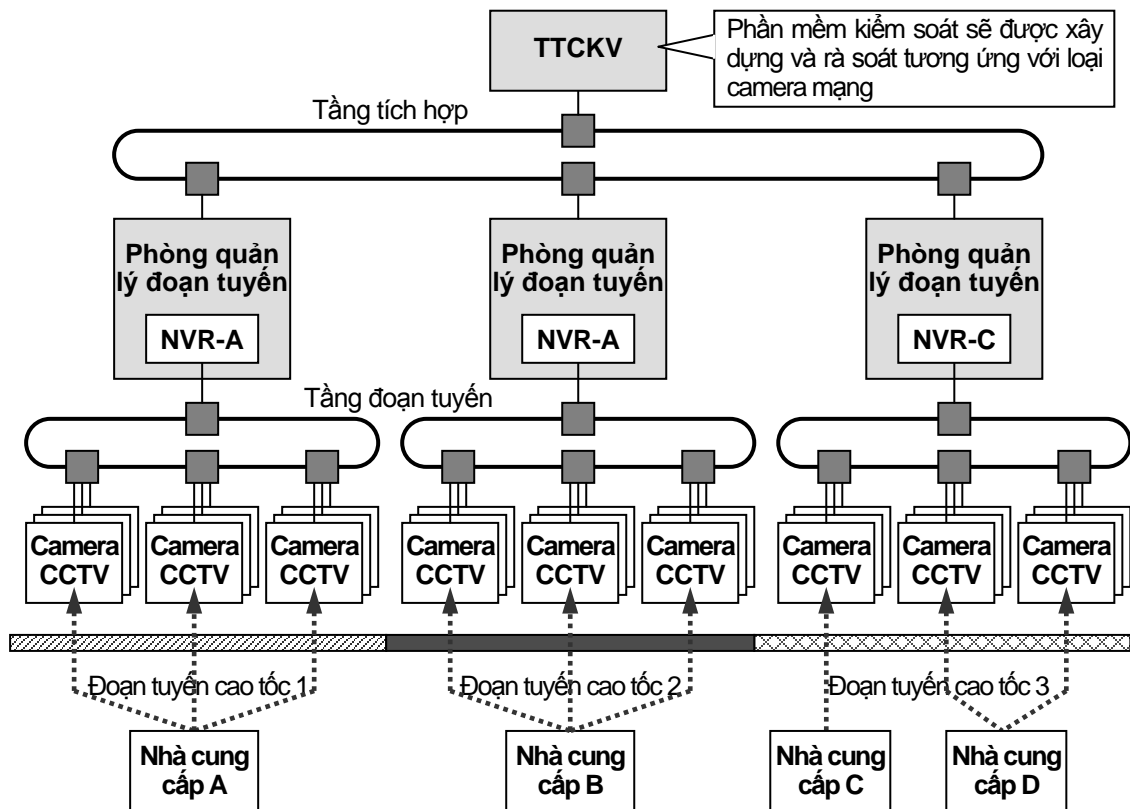 TTCKV
Phần mềm kiểm soát sẽ được xây
dựng và rà soát tương ứng với loại
camera mạng
Tầng tích hợp
Phòng quản
lý đoạn tuyến
NVR-A
Phòng quản
lý đoạn tuyến
NVR-A
Phòng quản
lý đoạn tuyến
NVR-C
Tầng đoạn tuyến
Camera
CCTV
Camera
CCTV
Camera
CCTV
Camera
CCTV
Camera
CCTV
Camera
CCTV
Camera
CCTV
Camera
CCTV
Camera
CCTV
Đoạn tuyến cao tốc 1
Đoạn tuyến cao tốc 2
Đoạn tuyến cao tốc 3
Nhà cung
cấp A
Nhà cung
cấp B
Nhà cung
cấp C
Nhà cung
cấp D